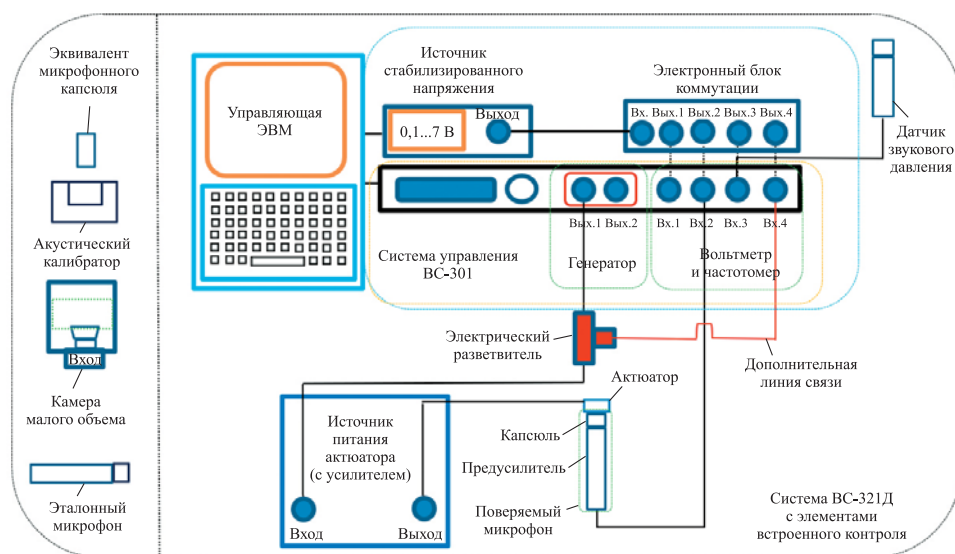 Эквивалент
микрофонного
капсюля
Акустический
калибратор
Вход
Камера
малого объема
Эталонный
микрофон
Управляющая
ЭВМ
Источник
стабилизированного
напряжения
Выход
0,1...7 В
Электронный блок
коммутации
Вх. Вых.1 Вых.2 Вых.3 Вых.4
Датчик
звукового
давления
Вых.1 Вых.2
Вх.1 Вх.2 Вх.3 Вх.4
Система управления
ВС-301
Генератор
Вольтметр
и частотомер
Электрический
разветвитель
Дополнительная
линия связи
Актюатор
Капсюль
Предусилитель
Поверяемый
микрофон
Источник
питания
актюатора
(с усилителем)
Вход
Выход
Система ВС-321Д
с элементами
встроенного контроля